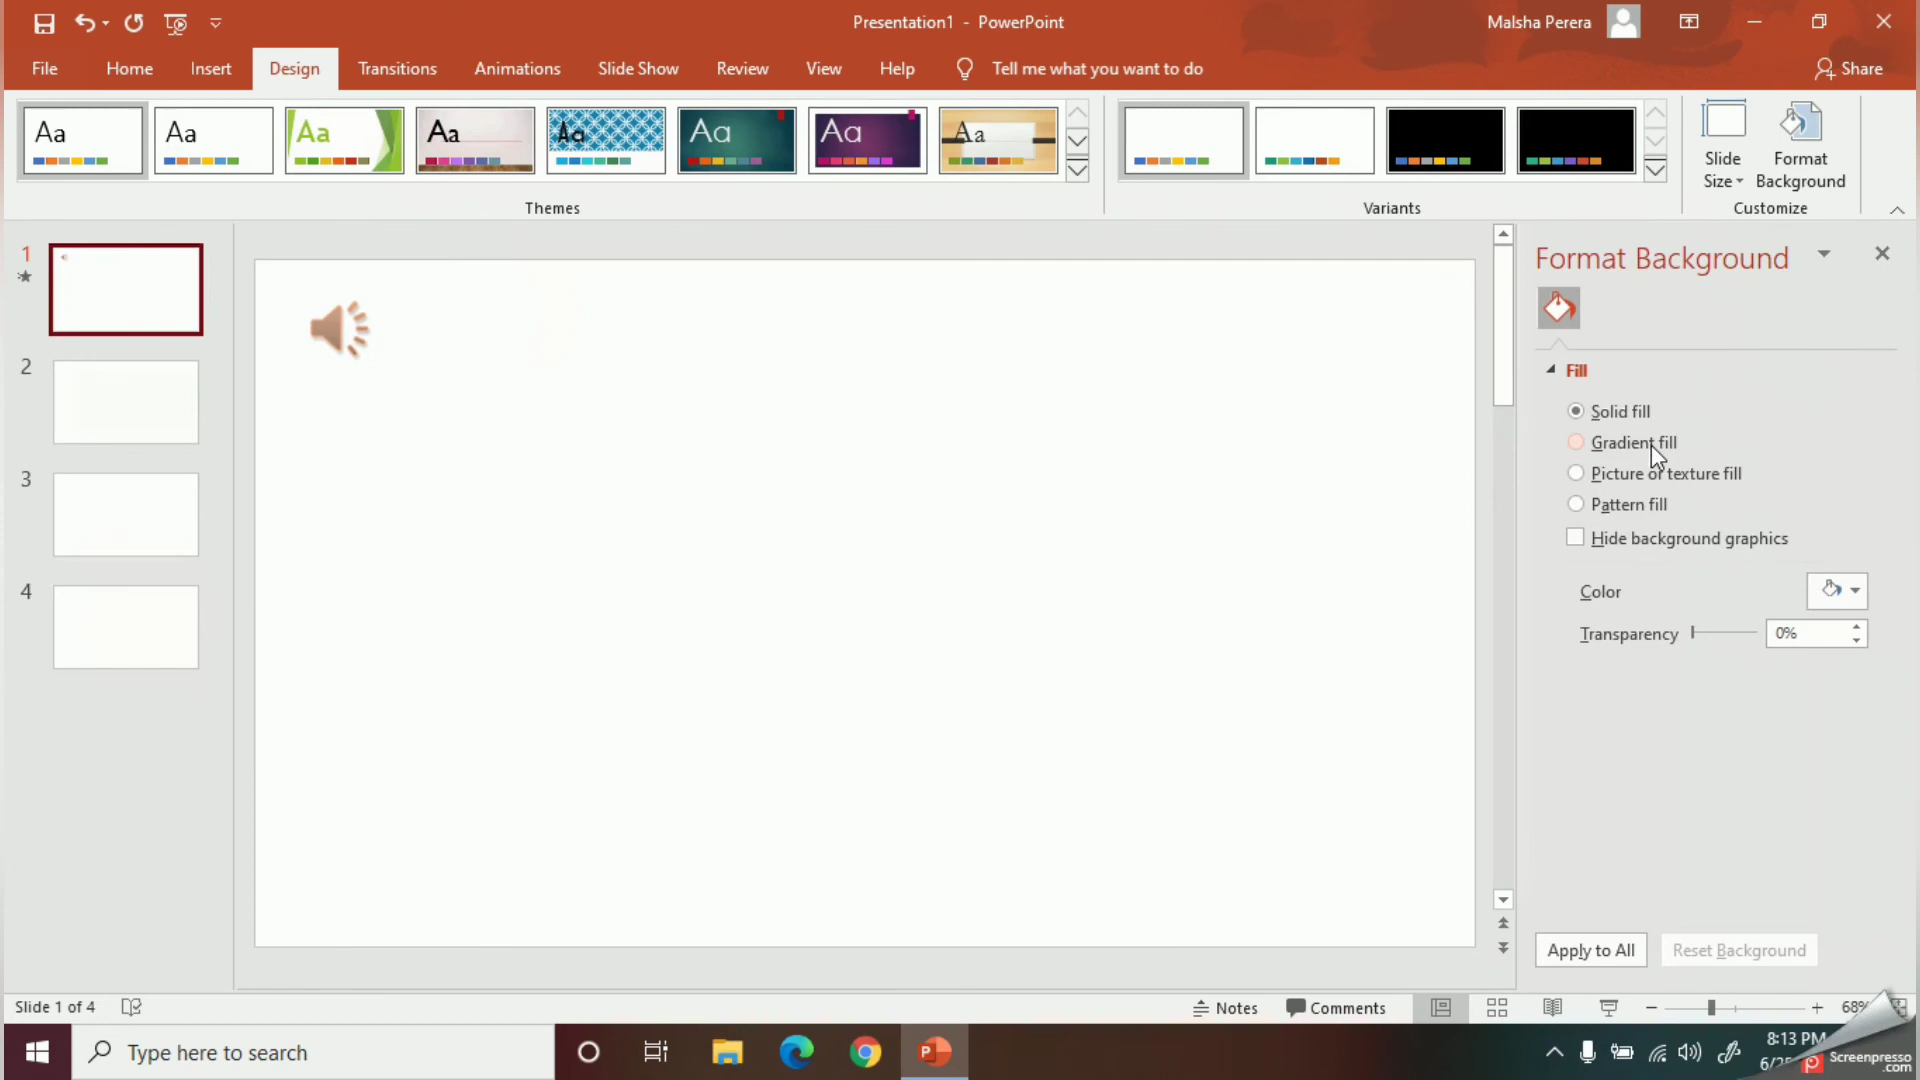 Presentation1 - PowerPoint
Malsha Perera
File Home Insert Design Transitions Animations Slide Show Review View Help Tell me what you want to do
Share
Aa Aa Aa Aa Aa Aa Aa Aa
Slide Size
Format Background
Themes
Variants
Customize
1
2
3
4
Format Background
Fill
Solid fill
Gradient fill
Picture or texture fill
Pattern fill
Hide background graphics
Color
Transparency 0%
Apply to All Reset Background
Slide 1 of 4
Notes Comments
68%
Type here to search
8:13 PM
Screenpresso
.com